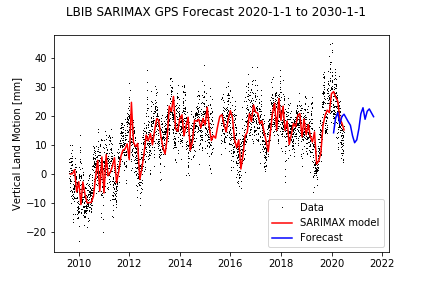 LBIB SARIMAX GPS Forecast 2020-1-1 to 2030-1-1
Vertical Land Motion [mm]
40
30
20
10
0
−10
−20
Data
SARIMAX model
Forecast
2010 2012 2014 2016 2018 2020 2022